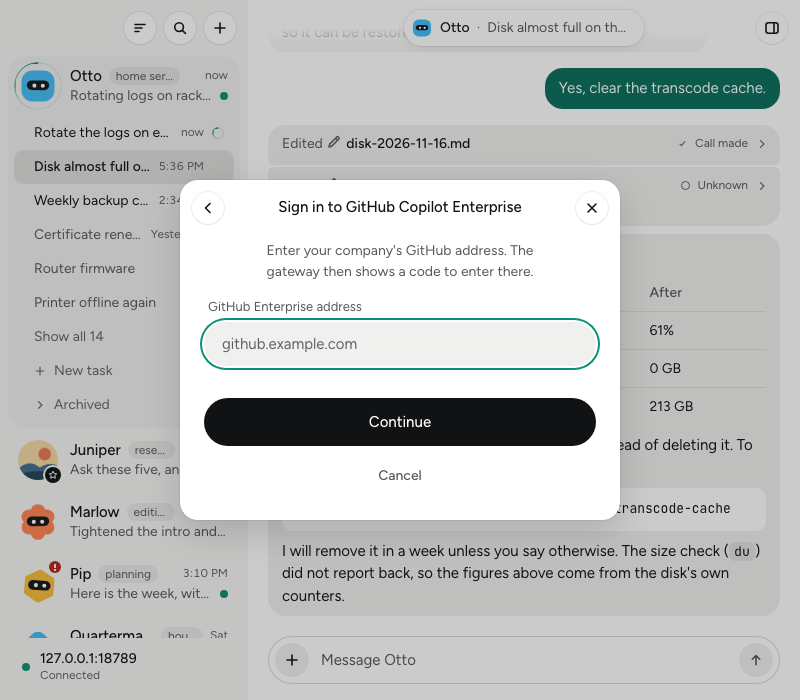 Otto home ser... now
Rotating logs on rack...
Rotate the logs on e... now
Disk almost full o... 5:36 PM
Weekly backup c... 2:34
Certificate rene... Yeste
Router firmware
Printer offline again
Show all 14
New task
Archived
Juniper rese...
Ask these five, an
Marlow editi...
Tightened the intro and...
Pip planning 3:10 PM
Here is the week, wit...
Quarterma hou... Sat
127.0.0.1:18789
Connected
Otto · Disk almost full on th...
so it can be restor
Yes, clear the transcode cache.
Edited disk-2026-11-16.md Call made
Unknown
Sign in to GitHub Copilot Enterprise
Enter your company's GitHub address. The
gateway then shows a code to enter there.
GitHub Enterprise address
github.example.com
Continue
Cancel
After
61%
0 GB
213 GB
ead of deleting it. To
transcode-cache
I will remove it in a week unless you say otherwise. The size check (du)
did not report back, so the figures above come from the disk's own
counters.
Message Otto